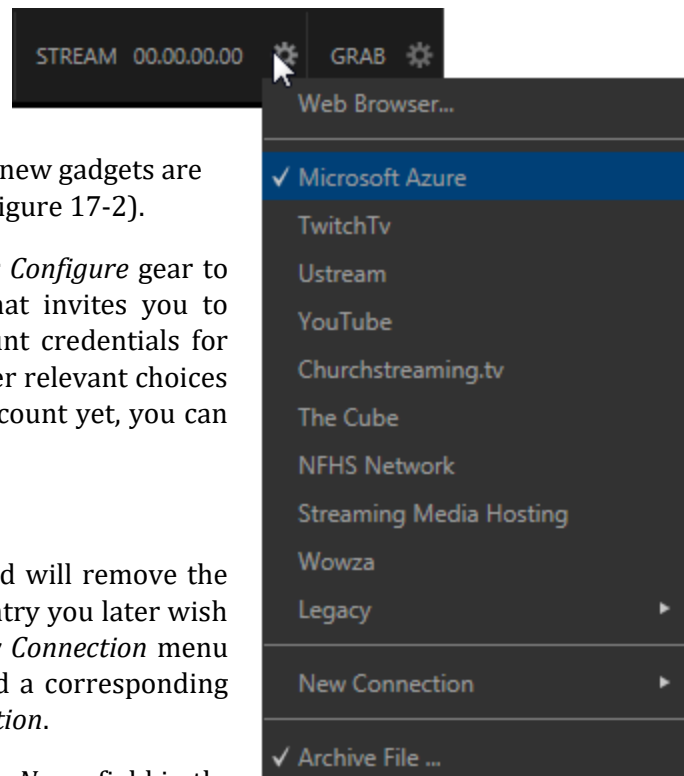 STREAM 00.00.00.00 GRAB
Web Browser...
Microsoft Azure
TwitchTv
Ustream
YouTube
Churchstreaming.tv
The Cube
NFHS Network
Streaming Media Hosting
Wowza
Legacy
New Connection
Archive File ...
new gadgets are
igure 17-2).
Configure gear to
hat invites you to
unt credentials for
er relevant choices
count yet, you can
d will remove the
ntry you later wish
Connection menu
d a corresponding
tion.
field in the